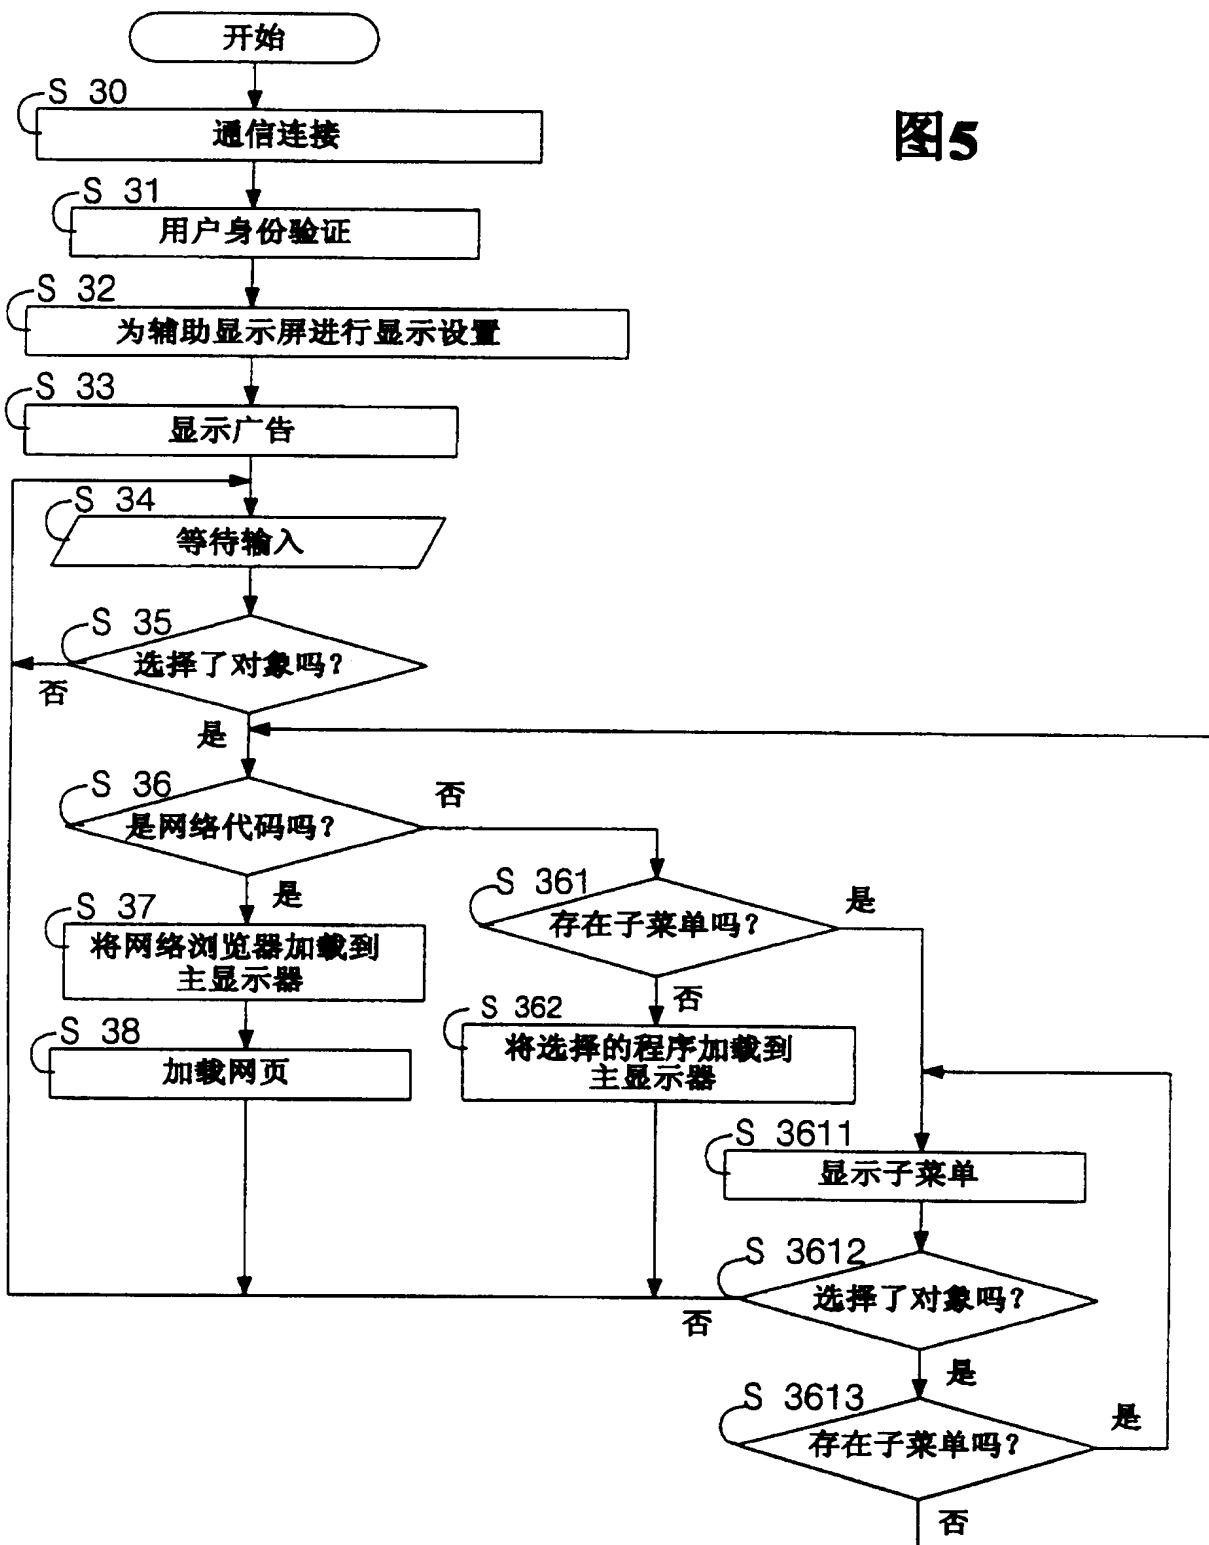 开始
S 30
通信连接
图5
S 31
用户身份验证
S 32
为辅助显示屏进行显示设置
S 33
显示广告
S 34
等待输入
S 35
选择了对象吗?
否
是
S 36
是网络代码吗?
否
是
S 37
将网络浏览器加载到
主显示器
S 38
加载网页
S 361
存在子菜单吗?
是
否
S 362
将选择的程序加载到
主显示器
S 3611
显示子菜单
S 3612
选择了对象吗?
否
是
S 3613
存在子菜单吗?
是
否